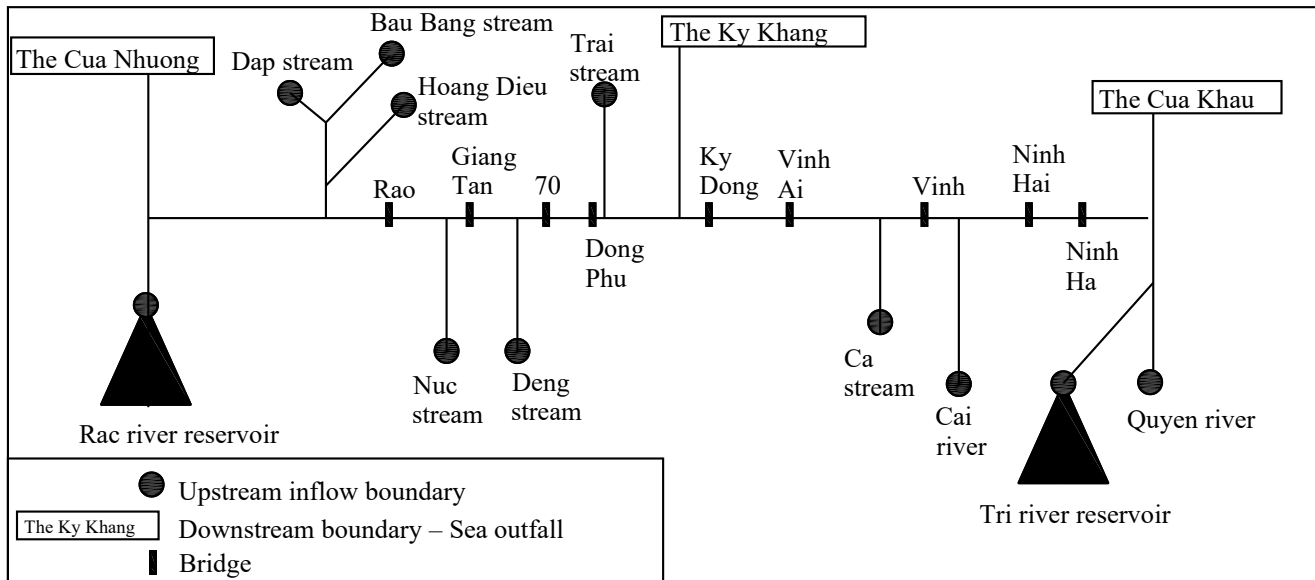 The Cua Nhuong
Bau Bang stream
Dap stream
Hoang Dieu
stream
Trai
stream
The Ky Khang
The Cua Khau
Rao
Giang
Tan
70
Dong
Phu
Ky
Dong
Vinh
Ai
Vinh
Ninh
Hai
Ninh
Ha
Nuc
stream
Deng
stream
Ca
stream
Cai
river
Quyen river
Rac river reservoir
Tri river reservoir
Upstream inflow boundary
The Ky Khang
Downstream boundary – Sea outfall
Bridge